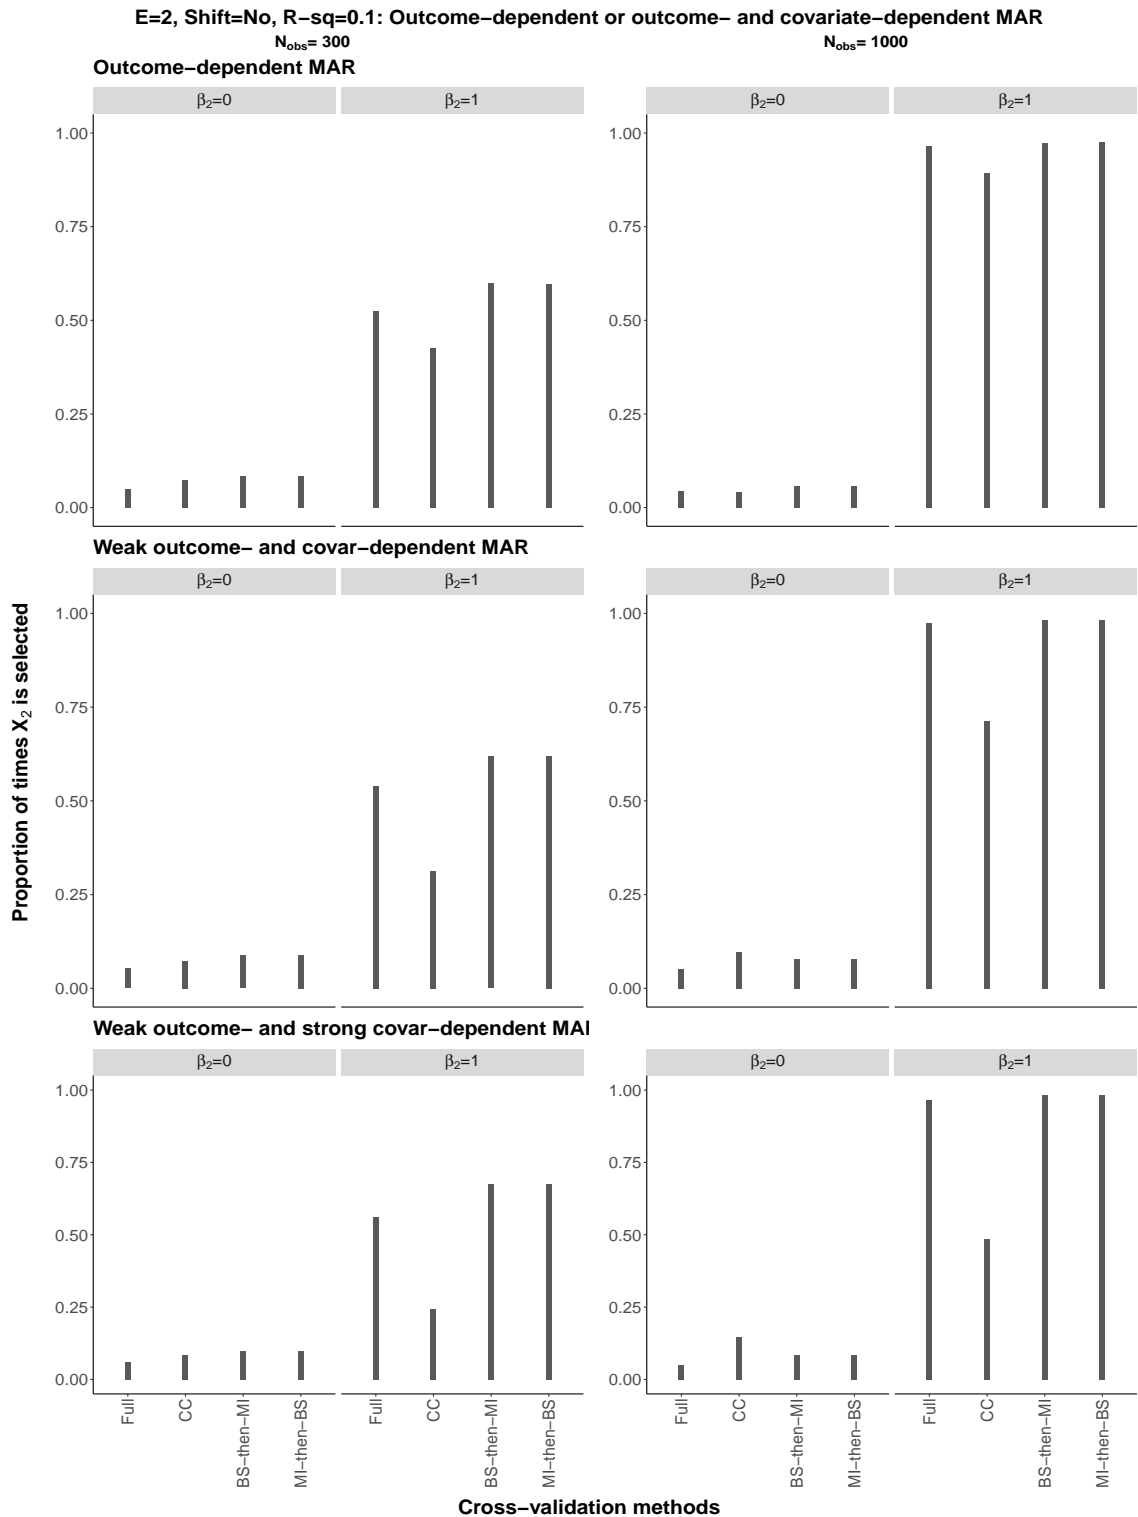 E=2, Shift=No, R−sq=0.1: Outcome−dependent or outcome− and covariate−dependent MAR
N_obs= 300
N_obs= 1000
Outcome−dependent MAR
β₂=0
β₂=1
β₂=0
β₂=1
1.00
0.75
0.50
0.25
0.00
1.00
0.75
0.50
0.25
0.00
Weak outcome− and covar−dependent MAR
β₂=0
β₂=1
β₂=0
β₂=1
1.00
0.75
0.50
0.25
0.00
1.00
0.75
0.50
0.25
0.00
Proportion of times X₂ is selected
Weak outcome− and strong covar−dependent MA
β₂=0
β₂=1
β₂=0
β₂=1
1.00
0.75
0.50
0.25
0.00
1.00
0.75
0.50
0.25
0.00
Full
CC
BS−then−MI
MI−then−BS
Full
CC
BS−then−MI
MI−then−BS
Full
CC
BS−then−MI
MI−then−BS
Full
CC
BS−then−MI
MI−then−BS
Cross−validation methods